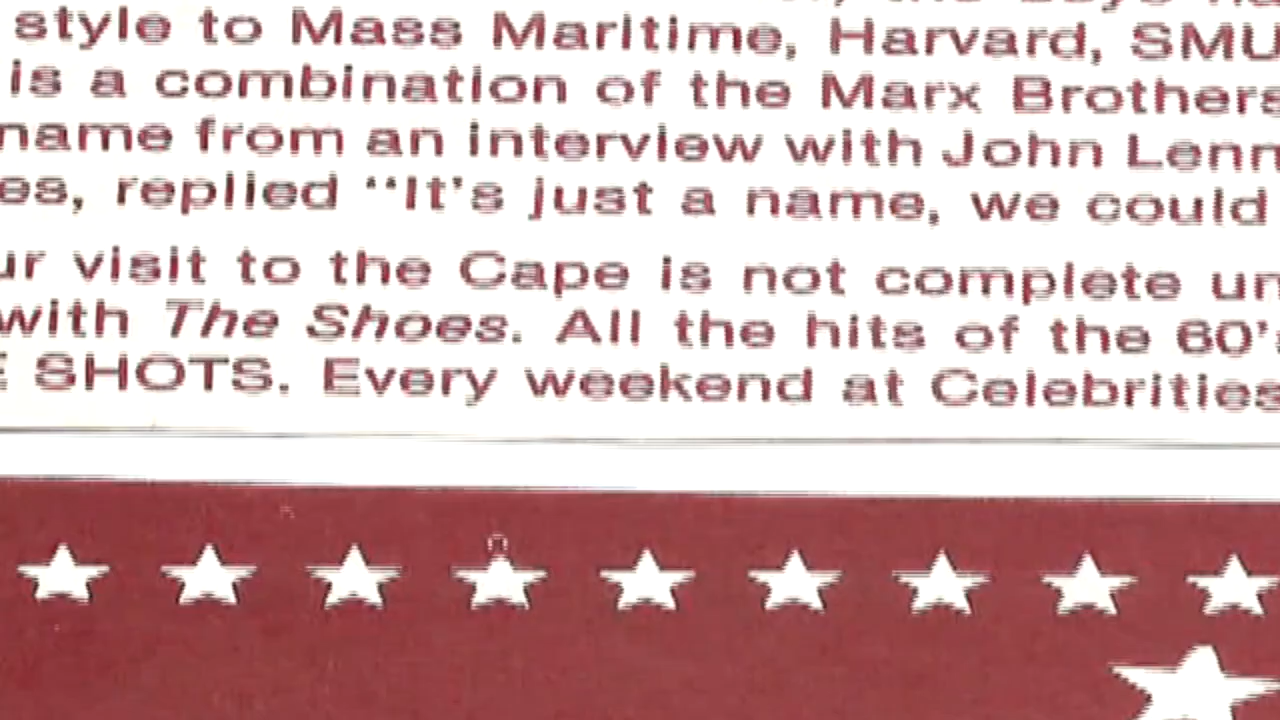 style to Mass Maritime, Harvard, SMU
is a combination of the Marx Brothers
name from an interview with John Lenn
es, replied "It's just a name, we could
ur visit to the Cape is not complete un
with The Shoes. All the hits of the 60's
E SHOTS. Every weekend at Celebrities